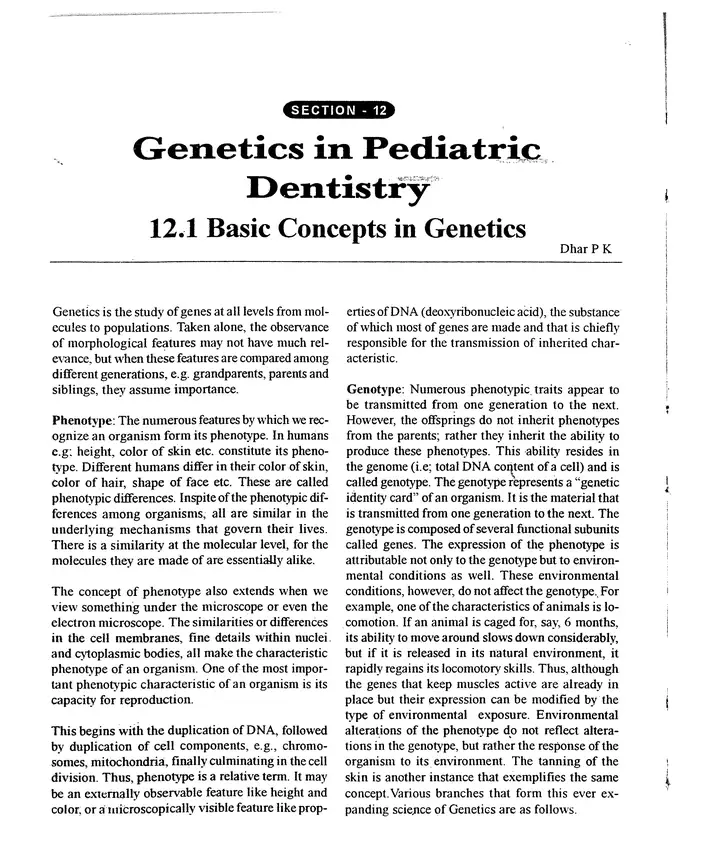 SECTION - 12
Genetics in Pediatric
Dentistry
12.1 Basic Concepts in Genetics
Dhar P K
Genetics is the study of genes at all levels from mol-
ecules to populations. Taken alone, the observance
of morphological features may not have much rel-
evance, but when these features are compared among
different generations, e.g. grandparents, parents and
siblings, they assume importance.
Phenotype: The numerous features by which we rec-
ognize an organism form its phenotype. In humans
e.g; height, color of skin etc. constitute its pheno-
type. Different humans differ in their color of skin,
color of hair, shape of face etc. These are called
phenotypic differences. Inspite of the phenotypic dif-
ferences among organisms, all are similar in the
underlying mechanisms that govern their lives.
There is a similarity at the molecular level, for the
molecules they are made of are essentially alike.
The concept of phenotype also extends when we
view something under the microscope or even the
electron microscope. The similarities or differences
in the cell membranes, fine details within nuclei
and cytoplasmic bodies, all make the characteristic
phenotype of an organism. One of the most impor-
tant phenotypic characteristic of an organism is its
capacity for reproduction.
This begins with the duplication of DNA, followed
by duplication of cell components, e.g., chromo-
somes, mitochondria, finally culminating in the cell
division. Thus, phenotype is a relative term. It may
be an externally observable feature like height and
color, or a microscopically visible feature like prop-
erties of DNA (deoxyribonucleic acid), the substance
of which most of genes are made and that is chiefly
responsible for the transmission of inherited char-
acteristic.
Genotype: Numerous phenotypic traits appear to
be transmitted from one generation to the next.
However, the offsprings do not inherit phenotypes
from the parents; rather they inherit the ability to
produce these phenotypes. This ability resides in
the genome (i.e; total DNA content of a cell) and is
called genotype. The genotype represents a “genetic
identity card” of an organism. It is the material that
is transmitted from one generation to the next. The
genotype is composed of several functional subunits
called genes. The expression of the phenotype is
attributable not only to the genotype but to environ-
mental conditions as well. These environmental
conditions, however, do not affect the genotype. For
example, one of the characteristics of animals is lo-
comotion. If an animal is caged for, say, 6 months,
its ability to move around slows down considerably,
but if it is released in its natural environment, it
rapidly regains its locomotory skills. Thus, although
the genes that keep muscles active are already in
place but their expression can be modified by the
type of environmental exposure. Environmental
alterations of the phenotype do not reflect altera-
tions in the genotype, but rather the response of the
organism to its environment. The tanning of the
skin is another instance that exemplifies the same
concept. Various branches that form this ever ex-
panding science of Genetics are as follows.